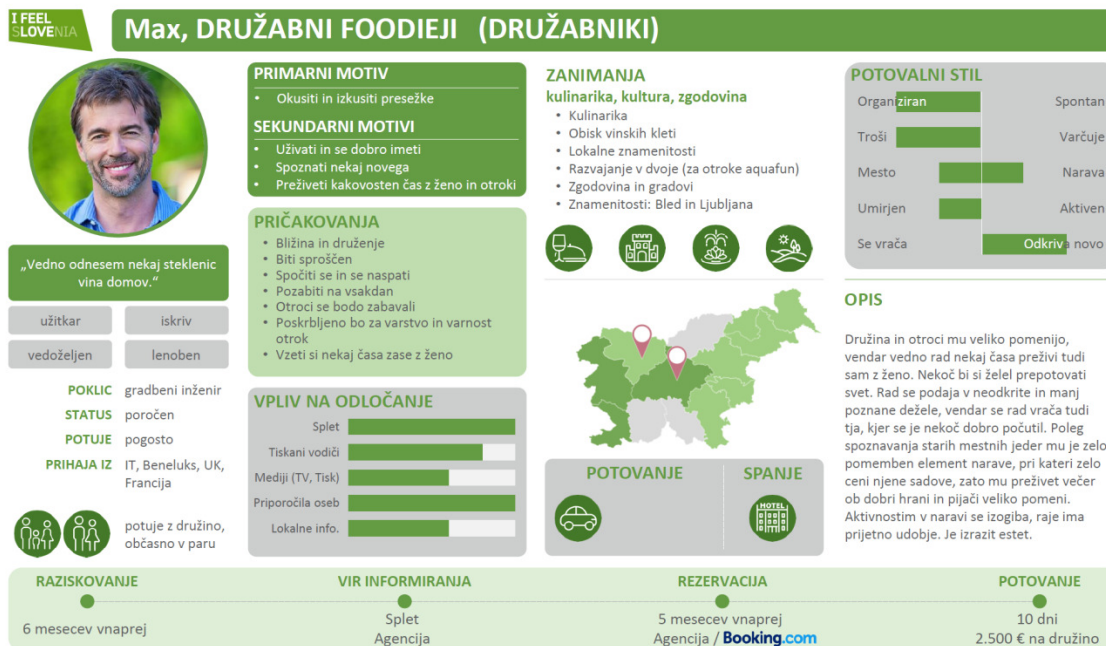 I FEEL
SLOVENIA
Max, DRUŽABNI FOODIEJI (DRUŽABNIKI)
„Vedno odnesem nekaj steklenic
vina domov.“
užitkar
iskriv
vedoželjen
lenoben
POKLIC gradbeni inženir
STATUS poročen
POTUJE pogosto
PRIHAJA IZ IT, Beneluks, UK,
Francija
potuje z družino,
občasno v paru
PRIMARNI MOTIV
• Okusiti in izkusiti presežke
SEKUNDARNI MOTIVI
• Uživati in se dobro imeti
• Spoznati nekaj novega
• Preživeti kakovosten čas z ženo in otroki
PRIČAKOVANJA
• Bližina in druženje
• Biti sproščen
• Spočiti se in se naspati
• Pozabiti na vsakdan
• Otroci se bodo zabavali
• Poskrbljeno bo za varstvo in varnost
otrok
• Vzeti si nekaj časa zase z ženo
VPLIV NA ODLOČANJE
Splet
Tiskani vodiči
Mediji (TV, Tisk)
Priporočila oseb
Lokalne info.
ZANIMANJA
kulinarika, kultura, zgodovina
• Kulinarika
• Obisk vinskih kleti
• Lokalne znamenitosti
• Razvajanje v dvoje (za otroke aquafun)
• Zgodovina in gradovi
• Znamenitosti: Bled in Ljubljana
POTOVANJE
SPANJE
HOTEL
POTOVALNI STIL
Organiziran Spontan
Troši Varčuje
Mesto Narava
Umirjen Aktiven
Se vrača Odkriva novo
OPIS
Družina in otroci mu veliko pomenijo,
vendar vedno rad nekaj časa preživi tudi
sam z ženo. Nekoč bi si želel prepotovati
svet. Rad se podaja v neodkrite in manj
poznane dežele, vendar se rad vrača tudi
tja, kjer se je nekoč dobro počutil. Poleg
spoznavanja starih mestnih jeder mu je zelo
pomemben element narave, pri kateri zelo
ceni njene sadove, zato mu preživet večer
ob dobri hrani in pijači veliko pomeni.
Aktivnostim v naravi se izogiba, raje ima
prijetno udobje. Je izrazit estet.
RAZISKOVANJE
6 mesecev vnaprej
VIR INFORMIRANJA
Splet
Agencija
REZERVACIJA
5 mesecev vnaprej
Agencija / Booking.com
POTOVANJE
10 dni
2.500 € na družino